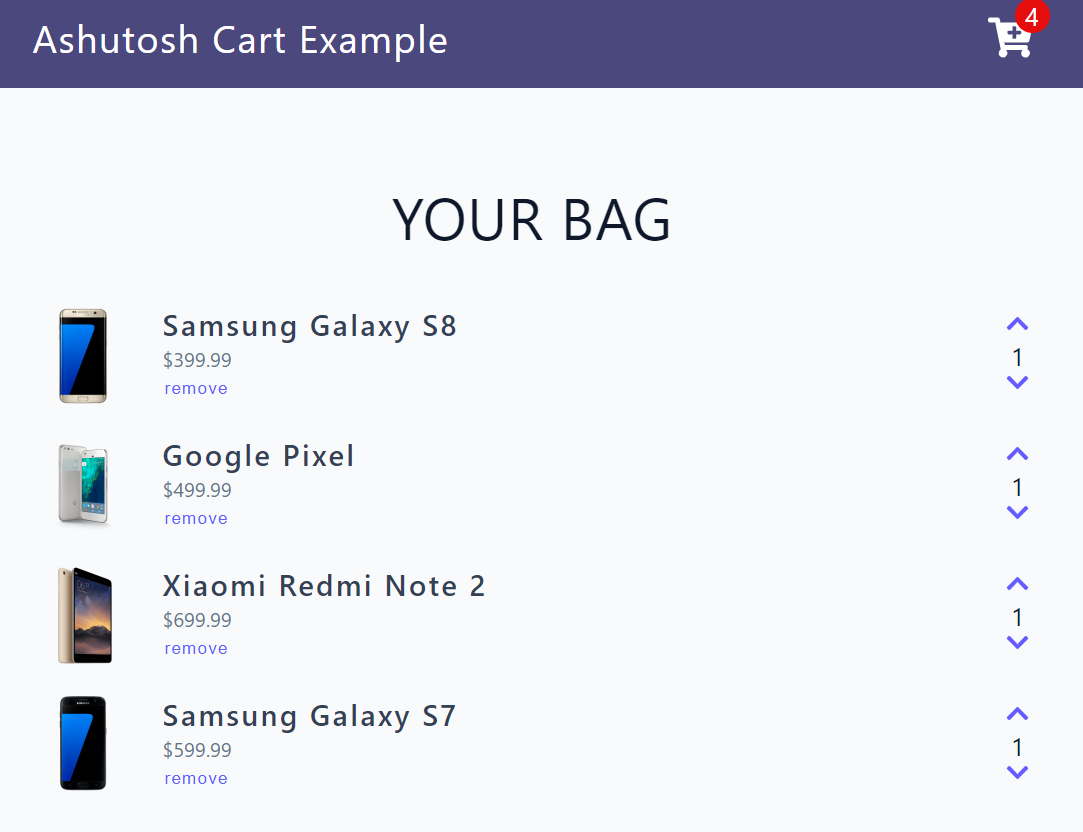 Ashutosh Cart Example
4
YOUR BAG
Samsung Galaxy S8
$399.99
remove
1
Google Pixel
$499.99
remove
1
Xiaomi Redmi Note 2
$699.99
remove
1
Samsung Galaxy S7
$599.99
remove
1